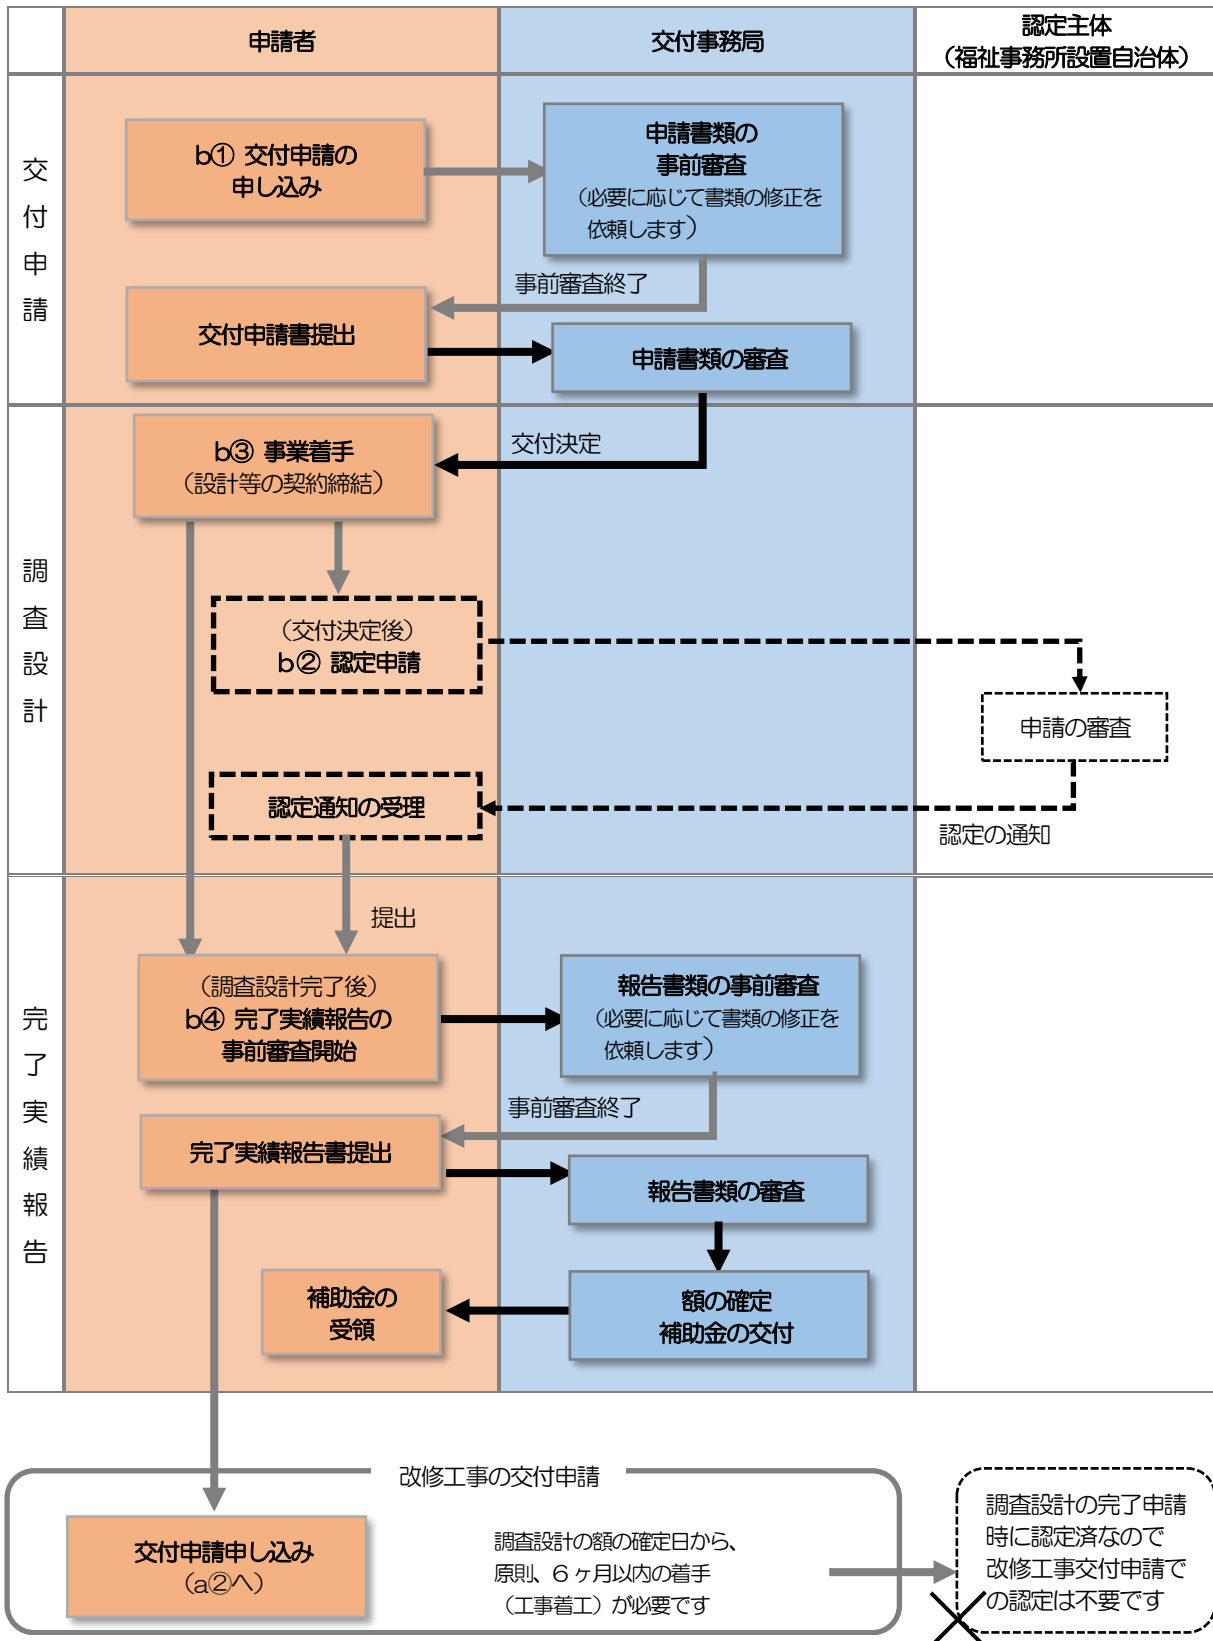 申請者
交付事務局
認定主体
（福祉事務所設置自治体）
交付申請
b① 交付申請の
申し込み
申請書類の
事前審査
（必要に応じて書類の修正を
依頼します）
事前審査終了
交付申請書提出
申請書類の審査
調査設計
b③ 事業着手
（設計等の契約締結）
交付決定
（交付決定後）
b② 認定申請
申請の審査
認定通知の受理
認定の通知
提出
完了実績報告
（調査設計完了後）
b④ 完了実績報告の
事前審査開始
報告書類の事前審査
（必要に応じて書類の修正を
依頼します）
事前審査終了
完了実績報告書提出
報告書類の審査
補助金の
受領
額の確定
補助金の交付
改修工事の交付申請
交付申請申し込み
（a②へ）
調査設計の額の確定日から、
原則、６ヶ月以内の着手
（工事着工）が必要です
調査設計の完了申請
時に認定済なので
改修工事交付申請で
の認定は不要です